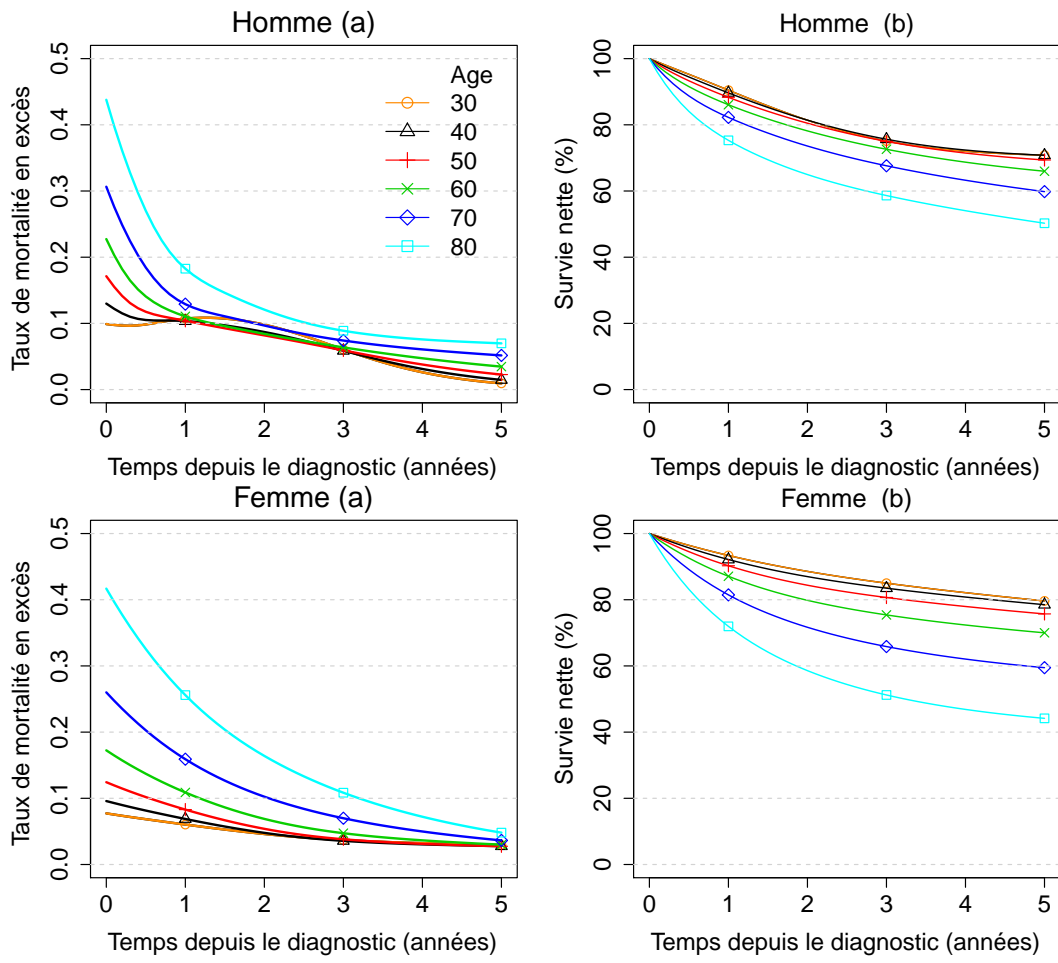 Homme (a)
Taux de mortalité en excès
0.0 0.1 0.2 0.3 0.4 0.5
Age
30
40
50
60
70
80
0 1 2 3 4 5
Temps depuis le diagnostic (années)
Homme (b)
Survie nette (%)
0 20 40 60 80 100
0 1 2 3 4 5
Temps depuis le diagnostic (années)
Femme (a)
Taux de mortalité en excès
0.0 0.1 0.2 0.3 0.4 0.5
0 1 2 3 4 5
Temps depuis le diagnostic (années)
Femme (b)
Survie nette (%)
0 20 40 60 80 100
0 1 2 3 4 5
Temps depuis le diagnostic (années)